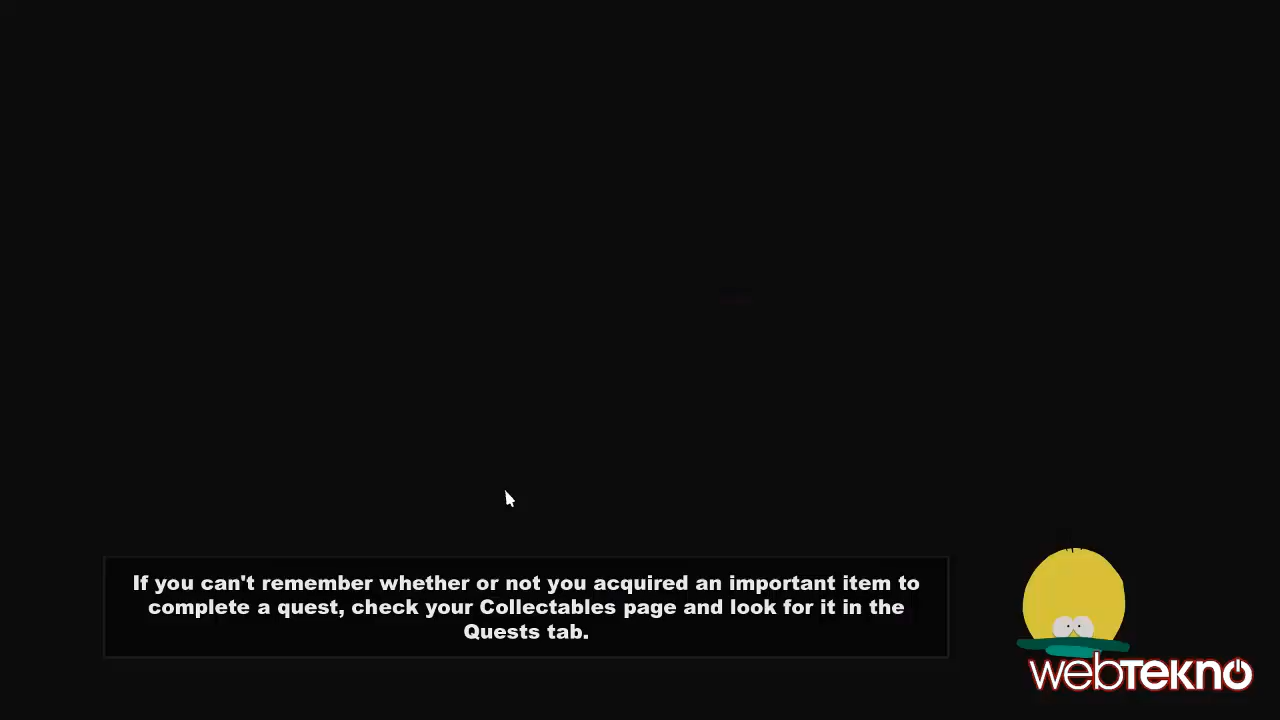 If you can't remember whether or not you acquired an important item to
complete a quest, check your Collectables page and look for it in the
Quests tab.
webTEKNO